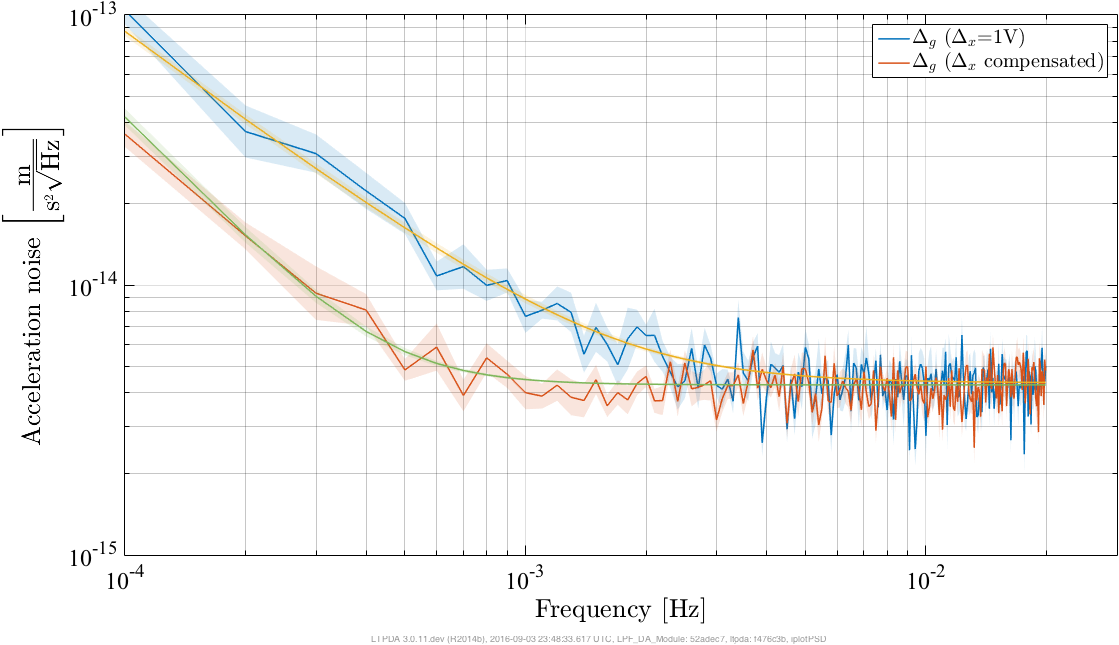 10⁻¹³
Δg (Δx=1V)
Δg (Δx compensated)
Acceleration noise [m / s²√Hz]
10⁻¹⁴
10⁻¹⁵
10⁻⁴
10⁻³
10⁻²
Frequency [Hz]
LTPDA 3.0.11.dev (R2014b), 2016-09-03 23:48:33.617 UTC, LPF_DA_Module: 52adec7, ltpda: f476c3b, iplotPSD